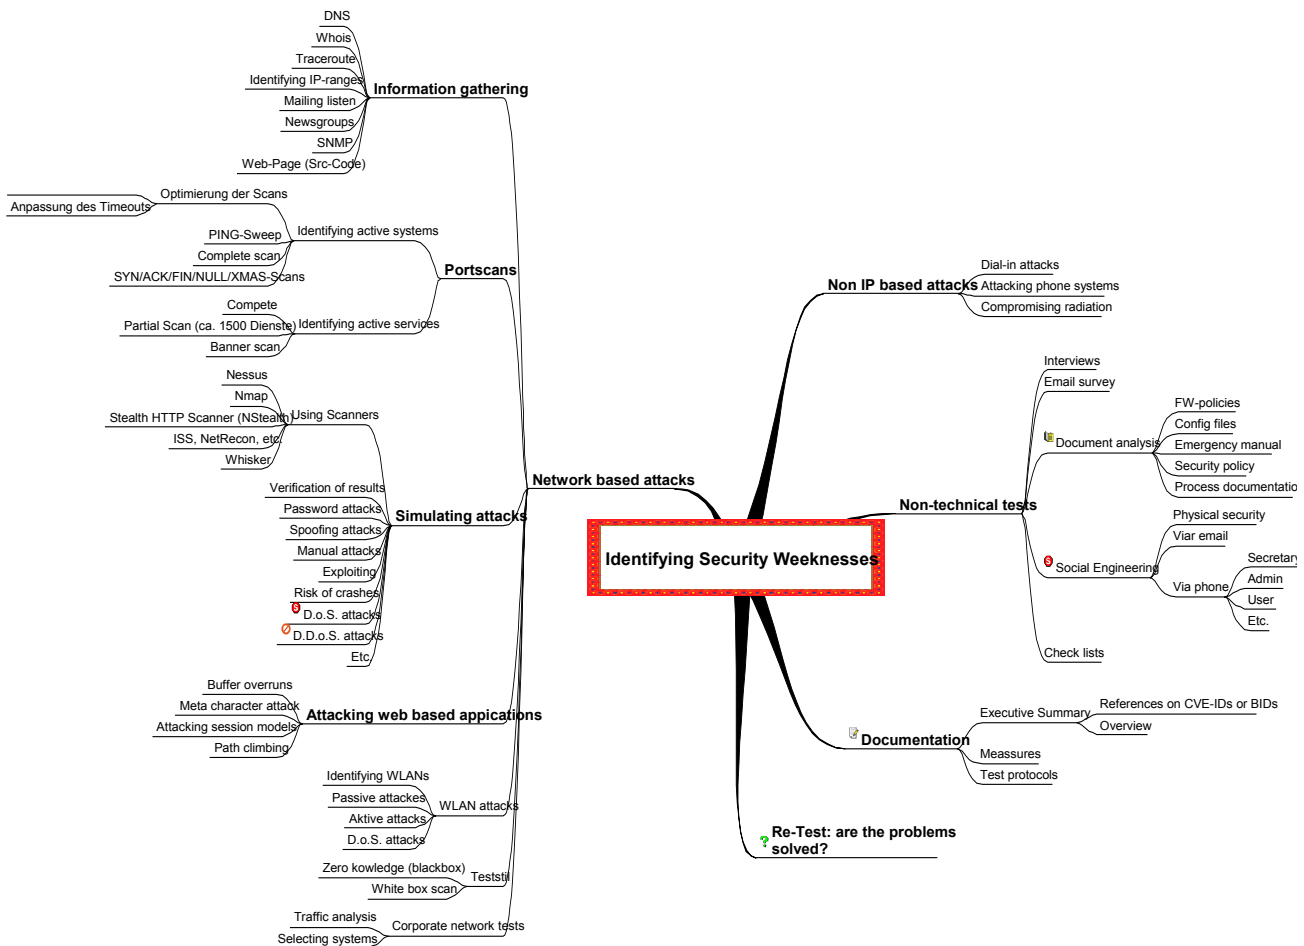 DNS
Whois
Traceroute
Identifying IP-ranges
Mailing listen
Newsgroups
SNMP
Web-Page (Src-Code)
Information gathering
Optimierung der Scans
Anpassung des Timeouts
PING-Sweep
Complete scan
SYN/ACK/FIN/NULL/XMAS-Scans
Identifying active systems
Compete
Partial Scan (ca. 1500 Dienste)
Banner scan
Identifying active services
Portscans
Nessus
Nmap
Stealth HTTP Scanner (NStealth)
ISS, NetRecon, etc.
Whisker
Using Scanners
Verification of results
Password attacks
Spoofing attacks
Manual attacks
Exploiting
Risk of crashes
D.o.S. attacks
D.D.o.S. attacks
Etc.
Simulating attacks
Buffer overruns
Meta character attack
Attacking session models
Path climbing
Attacking web based appications
Identifying WLANs
Passive attackes
Aktive attacks
D.o.S. attacks
WLAN attacks
Zero kowledge (blackbox)
White box scan
Teststil
Traffic analysis
Selecting systems
Corporate network tests
Network based attacks
Identifying Security Weeknesses
Non IP based attacks
Dial-in attacks
Attacking phone systems
Compromising radiation
Non-technical tests
Interviews
Email survey
Document analysis
FW-policies
Config files
Emergency manual
Security policy
Process documentatio
Social Engineering
Physical security
Viar email
Via phone
Secretary
Admin
User
Etc.
Check lists
Documentation
Executive Summary
References on CVE-IDs or BIDs
Overview
Meassures
Test protocols
Re-Test: are the problems
solved?